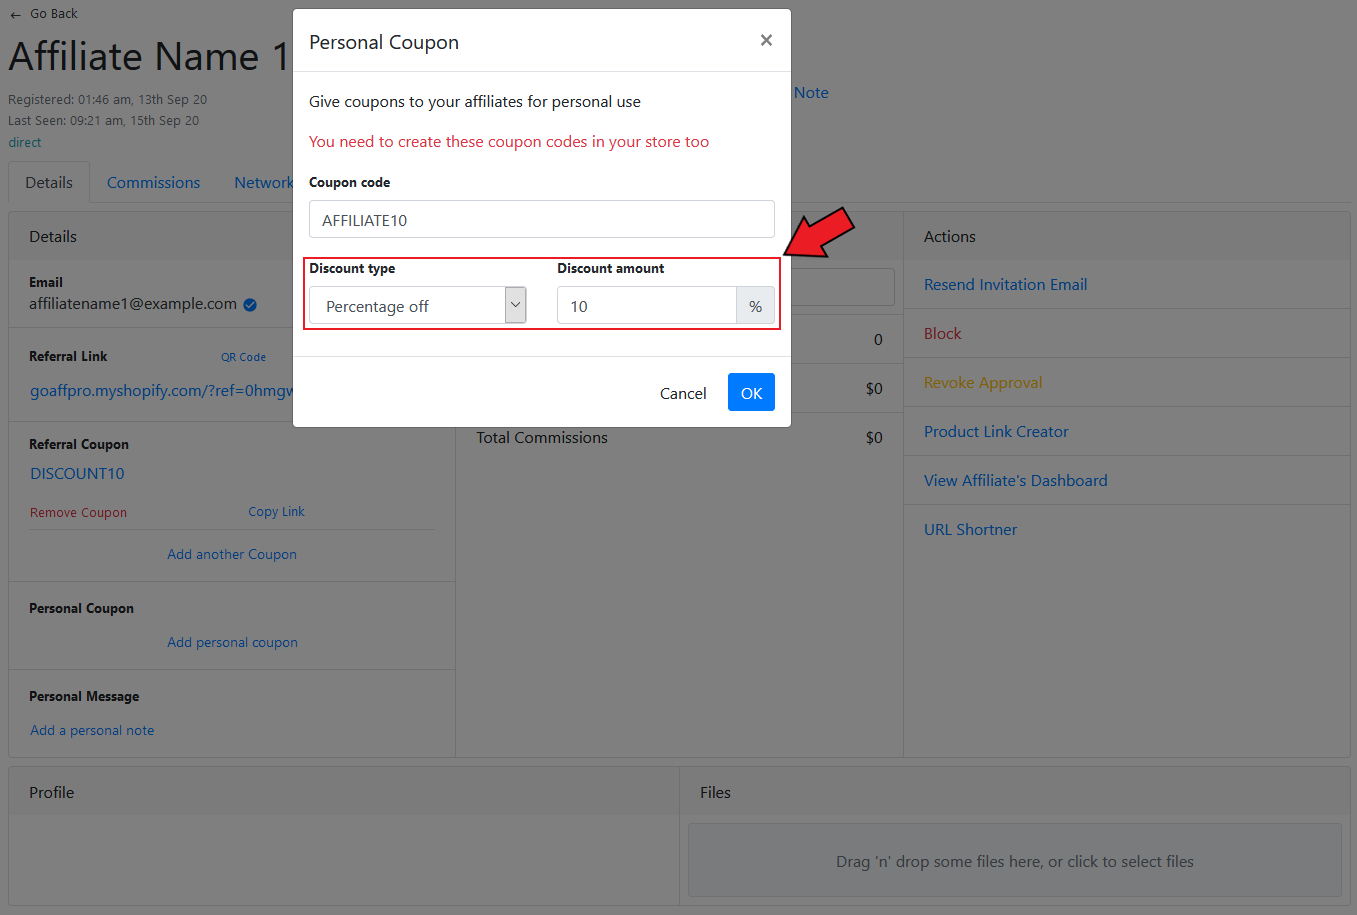 ← Go Back
Affiliate Name 1
Registered: 01:46 am, 13th Sep 20
Last Seen: 09:21 am, 15th Sep 20
direct
Note
Details
Commissions
Network
Personal Coupon
×
Give coupons to your affiliates for personal use
You need to create these coupon codes in your store too
Coupon code
AFFILIATE10
Discount type
Discount amount
Percentage off
10
%
Cancel
OK
Details
Email
affiliatename1@example.com
Referral Link
QR Code
goaffpro.myshopify.com/?ref=0hmgw
Referral Coupon
DISCOUNT10
Remove Coupon
Copy Link
Add another Coupon
Personal Coupon
Add personal coupon
Personal Message
Add a personal note
0
$0
Total Commissions
$0
Actions
Resend Invitation Email
Block
Revoke Approval
Product Link Creator
View Affiliate's Dashboard
URL Shortner
Profile
Files
Drag 'n' drop some files here, or click to select files